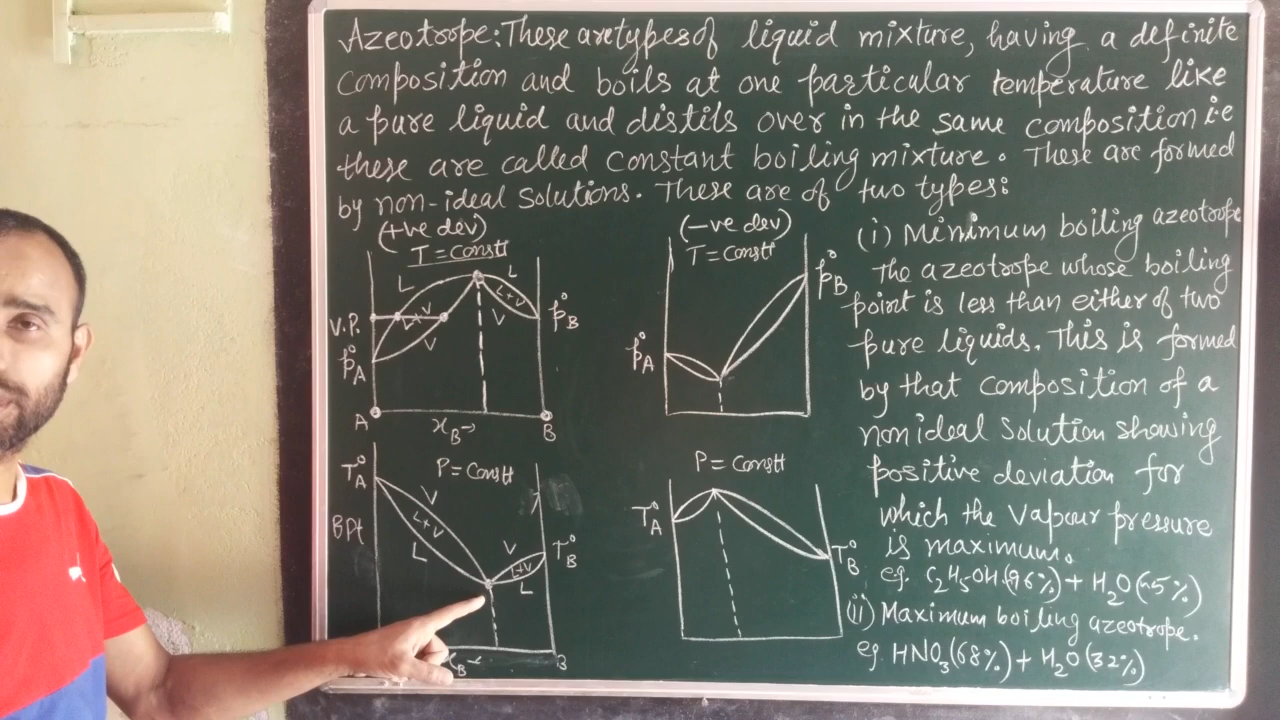 Azeotrope: These are types of liquid mixture, having a definite
composition and boils at one particular temperature like
a pure liquid and distils over in the same composition i.e
these are called constant boiling mixture. These are formed
by non-ideal solutions. These are of two types:
(+ve dev)
T = Constt
L
L
L+V
L+V
V
V
V.P.
p°A
p°B
A
xB→
B
(-ve dev)
T = Constt
p°A
p°B
T°A
P = Constt
V
L+V
L
V
L+V
L
B Pt
T°B
xB→
B
P = Constt
T°A
T°B
(i) Minimum boiling azeotrope
The azeotrope whose boiling
point is less than either of two
pure liquids. This is formed
by that composition of a
non ideal solution showing
positive deviation for
which the vapour pressure
is maximum.
eg. C2H5OH(96%) + H2O(~5%)
(ii) Maximum boiling azeotrope.
eg. HNO3(68%) + H2O(32%)